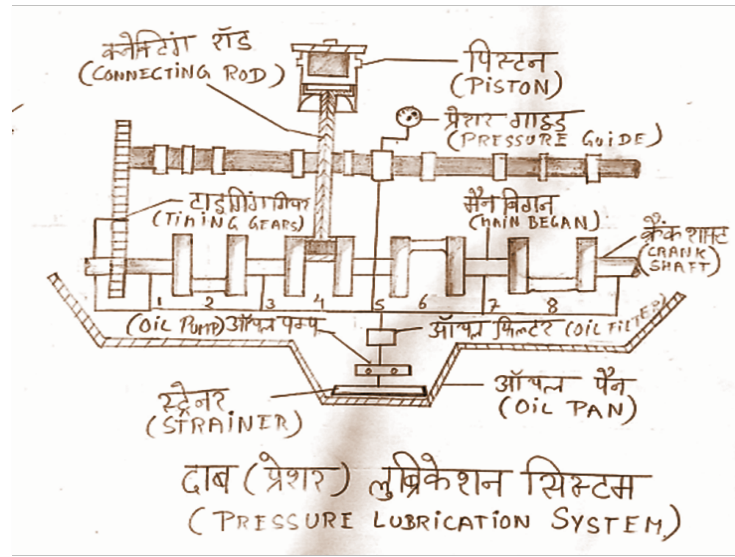 कनेक्टिंग रॉड
(CONNECTING ROD)
पिस्टन
(PISTON)
प्रेशर गाइड
(PRESSURE GUIDE)
टाइमिंग गियर
(TIMING GEARS)
मैन बिगन
(MAIN BEGAN)
क्रैंक शाफ्ट
(CRANK
SHAFT)
1 2 3 4 5 6 7 8
(OIL PUMP) ऑयल पम्प
ऑयल फिल्टर (OIL FILTER)
स्ट्रेनर
(STRAINER)
ऑयल पैन
(OIL PAN)
दाब (प्रेशर) लुब्रिकेशन सिस्टम
(PRESSURE LUBRICATION SYSTEM)